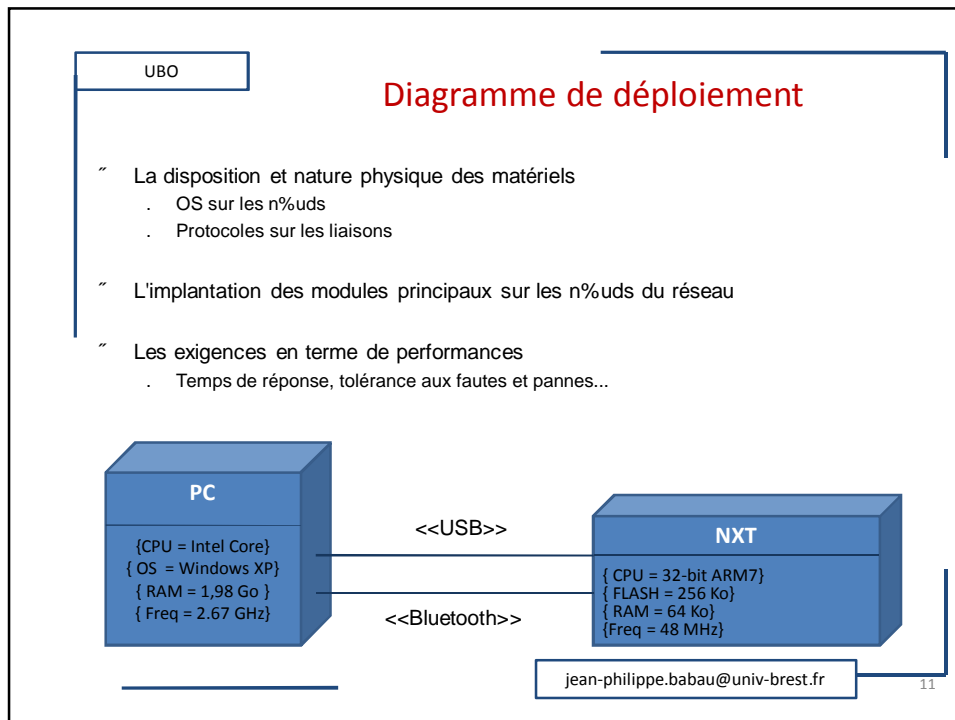 UBO
Diagramme de déploiement
˝ La disposition et nature physique des matériels
. OS sur les n%uds
. Protocoles sur les liaisons
˝ L'implantation des modules principaux sur les n%uds du réseau
˝ Les exigences en terme de performances
. Temps de réponse, tolérance aux fautes et pannes...
PC
{CPU = Intel Core}
{ OS = Windows XP}
{ RAM = 1,98 Go }
{ Freq = 2.67 GHz}
<<USB>>
<<Bluetooth>>
NXT
{ CPU = 32-bit ARM7}
{ FLASH = 256 Ko}
{ RAM = 64 Ko}
{Freq = 48 MHz}
jean-philippe.babau@univ-brest.fr
11